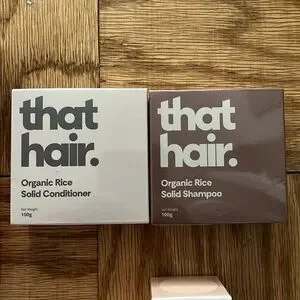 that
hair.
Organic Rice
Solid Conditioner
Net Weight
100g
that
hair.
Organic Rice
Solid Shampoo
Net Weight
100g